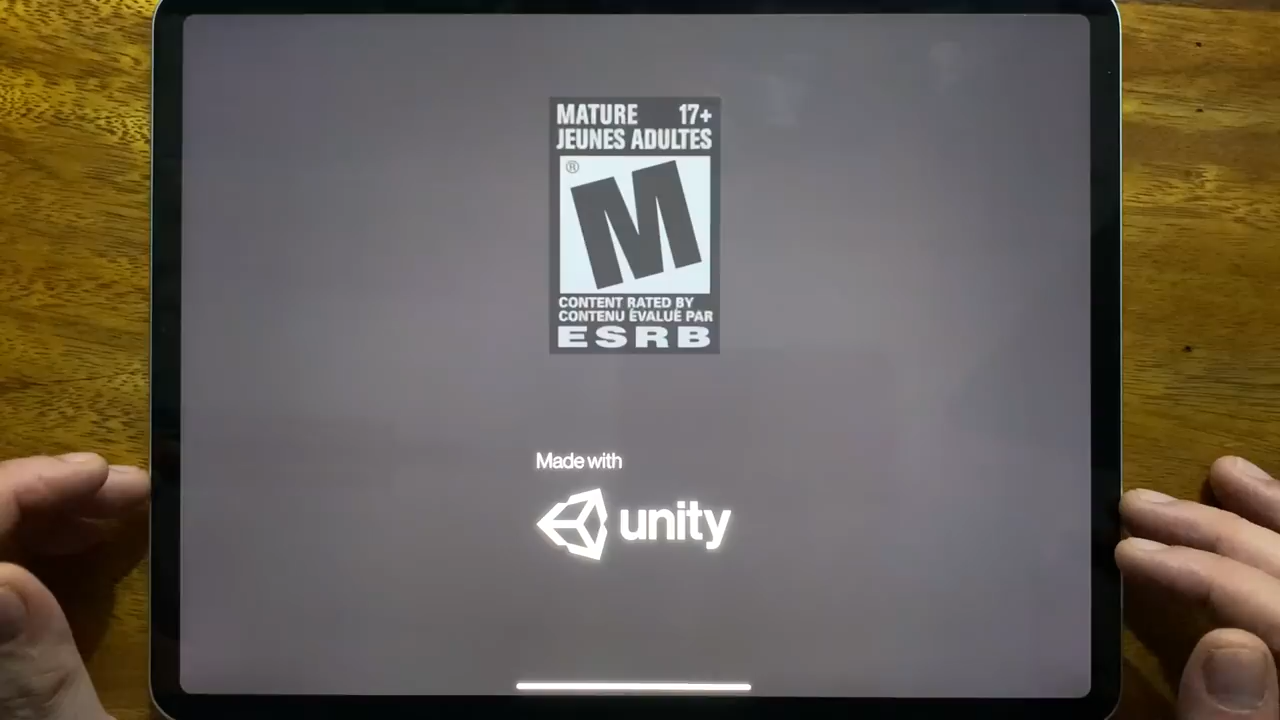 MATURE 17+
JEUNES ADULTES
®
M
CONTENT RATED BY
CONTENU ÉVALUÉ PAR
ESRB
Made with
unity